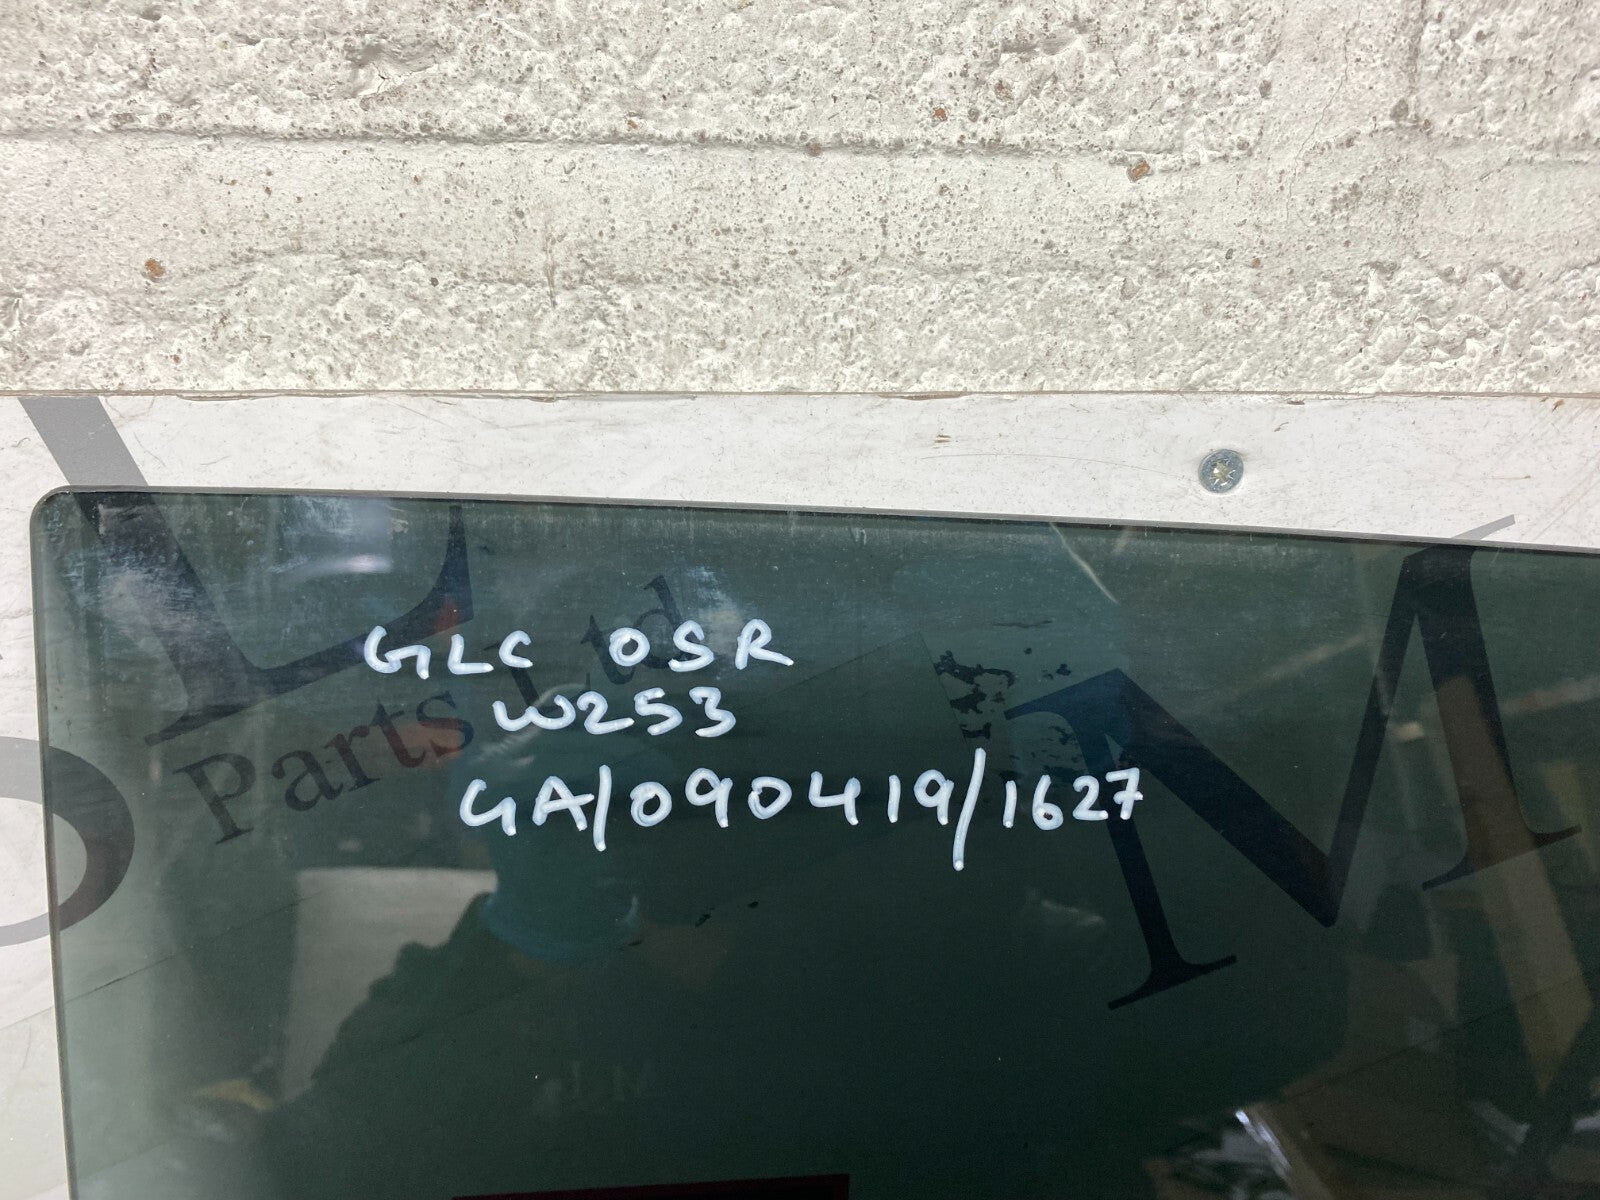 GLC OSR
W253
GA/090419/1627
L M
Parts Ltd